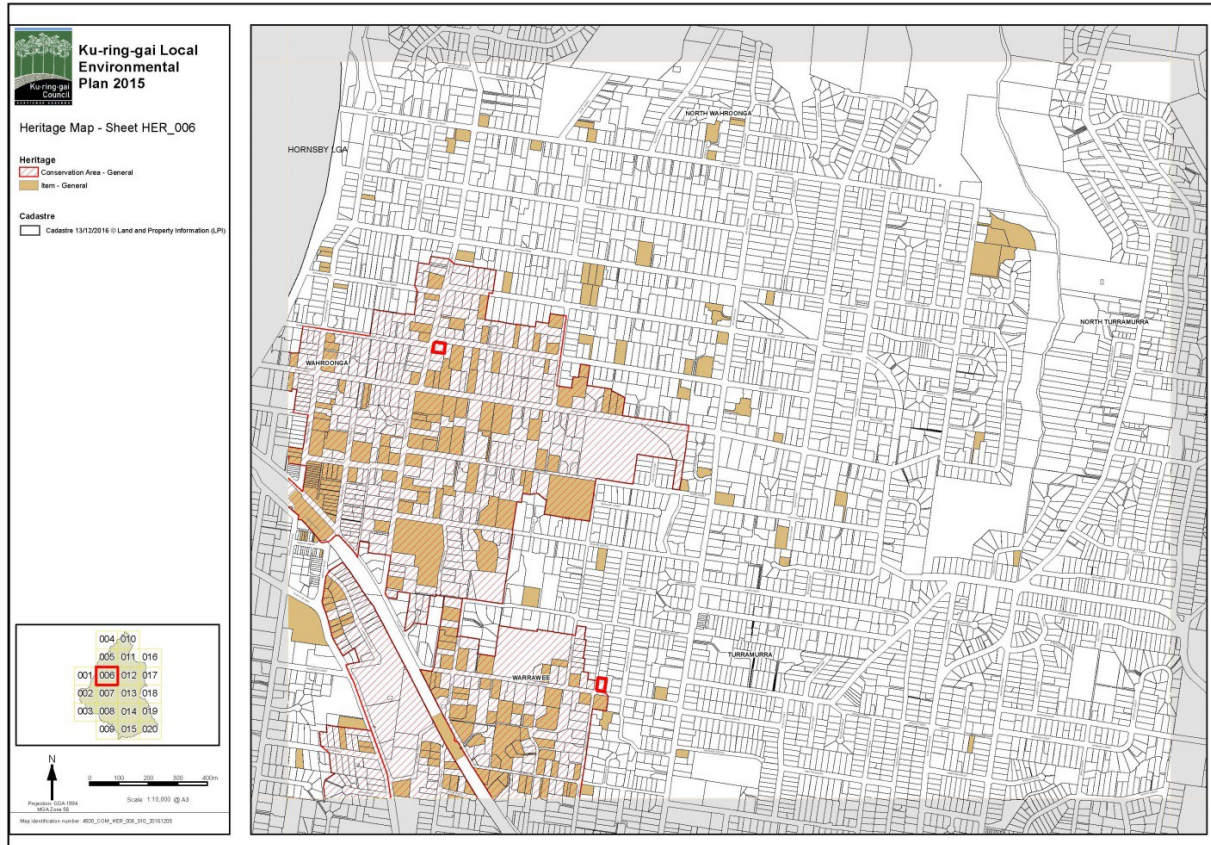 Ku-ring-gai Local
Environmental
Plan 2015
Ku-ring-gai
Council
Heritage Map - Sheet HER_006
Heritage
Conservation Area - General
Item - General
Cadastre
Cadastre 13/12/2016 © Land and Property Information (LPI)
HORNSBY LGA
NORTH WAHROONGA
NORTH TURRAMURRA
WAHROONGA
WARRAWEE
TURRAMURRA
004 010
005 011 016
001 006 012 017
002 007 013 018
003 008 014 019
009 015 020
N
0 100 200 300 400m
Projection: GDA 1994
MGA Zone 56
Scale: 1:10,000 @ A3
Map identification number: 4500_COM_HER_006_010_20161205